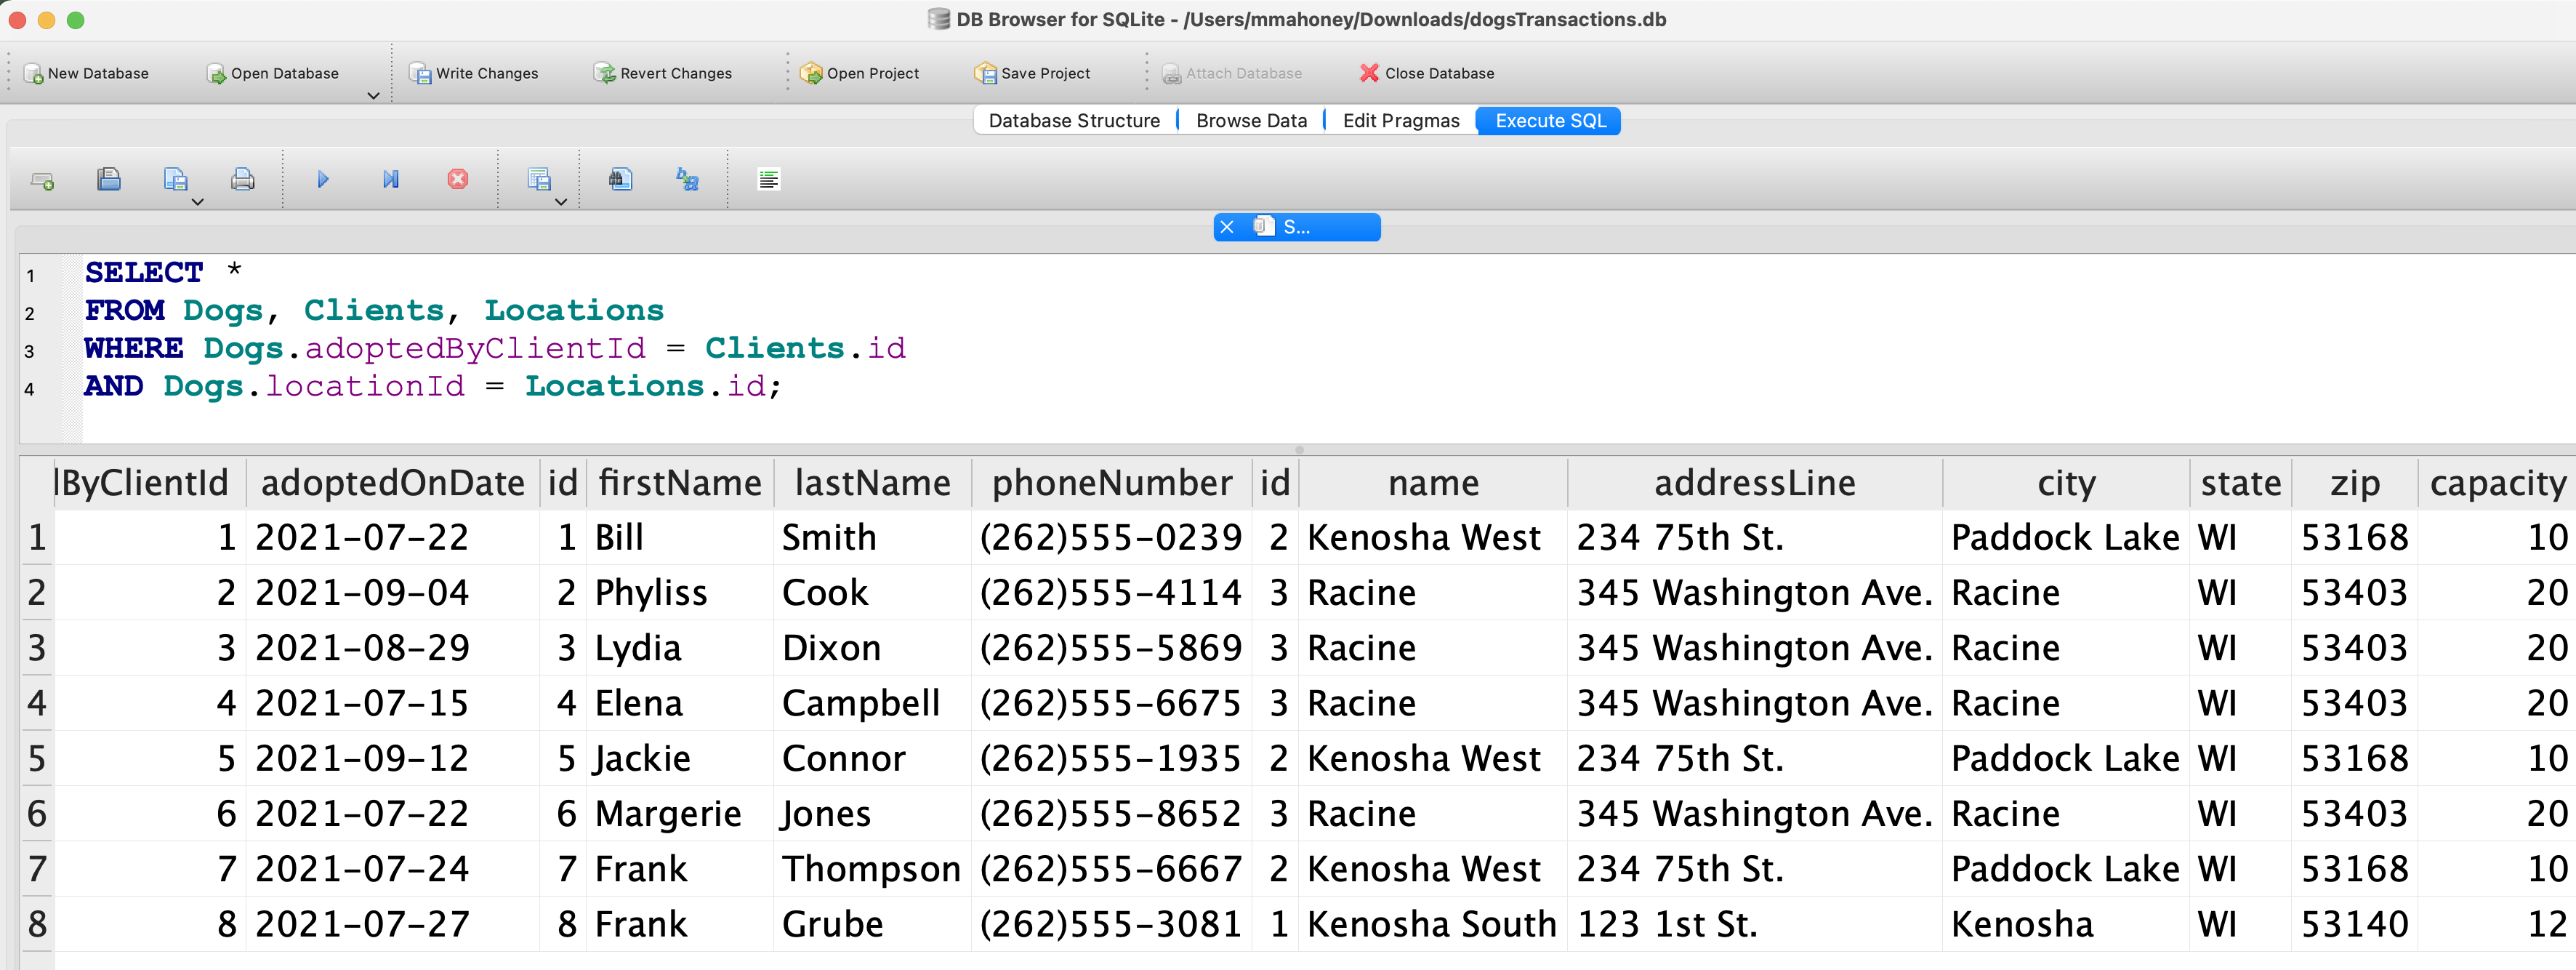 DB Browser for SQLite - /Users/mmahoney/Downloads/dogsTransactions.db
New Database Open Database Write Changes Revert Changes Open Project Save Project Attach Database Close Database
Database Structure Browse Data Edit Pragmas Execute SQL
S...
1 SELECT *
2 FROM Dogs, Clients, Locations
3 WHERE Dogs.adoptedByClientId = Clients.id
4 AND Dogs.locationId = Locations.id;
ByClientId adoptedOnDate id firstName lastName phoneNumber id name addressLine city state zip capacity
1 1 2021-07-22 1 Bill Smith (262)555-0239 2 Kenosha West 234 75th St. Paddock Lake WI 53168 10
2 2 2021-09-04 2 Phyliss Cook (262)555-4114 3 Racine 345 Washington Ave. Racine WI 53403 20
3 3 2021-08-29 3 Lydia Dixon (262)555-5869 3 Racine 345 Washington Ave. Racine WI 53403 20
4 4 2021-07-15 4 Elena Campbell (262)555-6675 3 Racine 345 Washington Ave. Racine WI 53403 20
5 5 2021-09-12 5 Jackie Connor (262)555-1935 2 Kenosha West 234 75th St. Paddock Lake WI 53168 10
6 6 2021-07-22 6 Margerie Jones (262)555-8652 3 Racine 345 Washington Ave. Racine WI 53403 20
7 7 2021-07-24 7 Frank Thompson (262)555-6667 2 Kenosha West 234 75th St. Paddock Lake WI 53168 10
8 8 2021-07-27 8 Frank Grube (262)555-3081 1 Kenosha South 123 1st St. Kenosha WI 53140 12